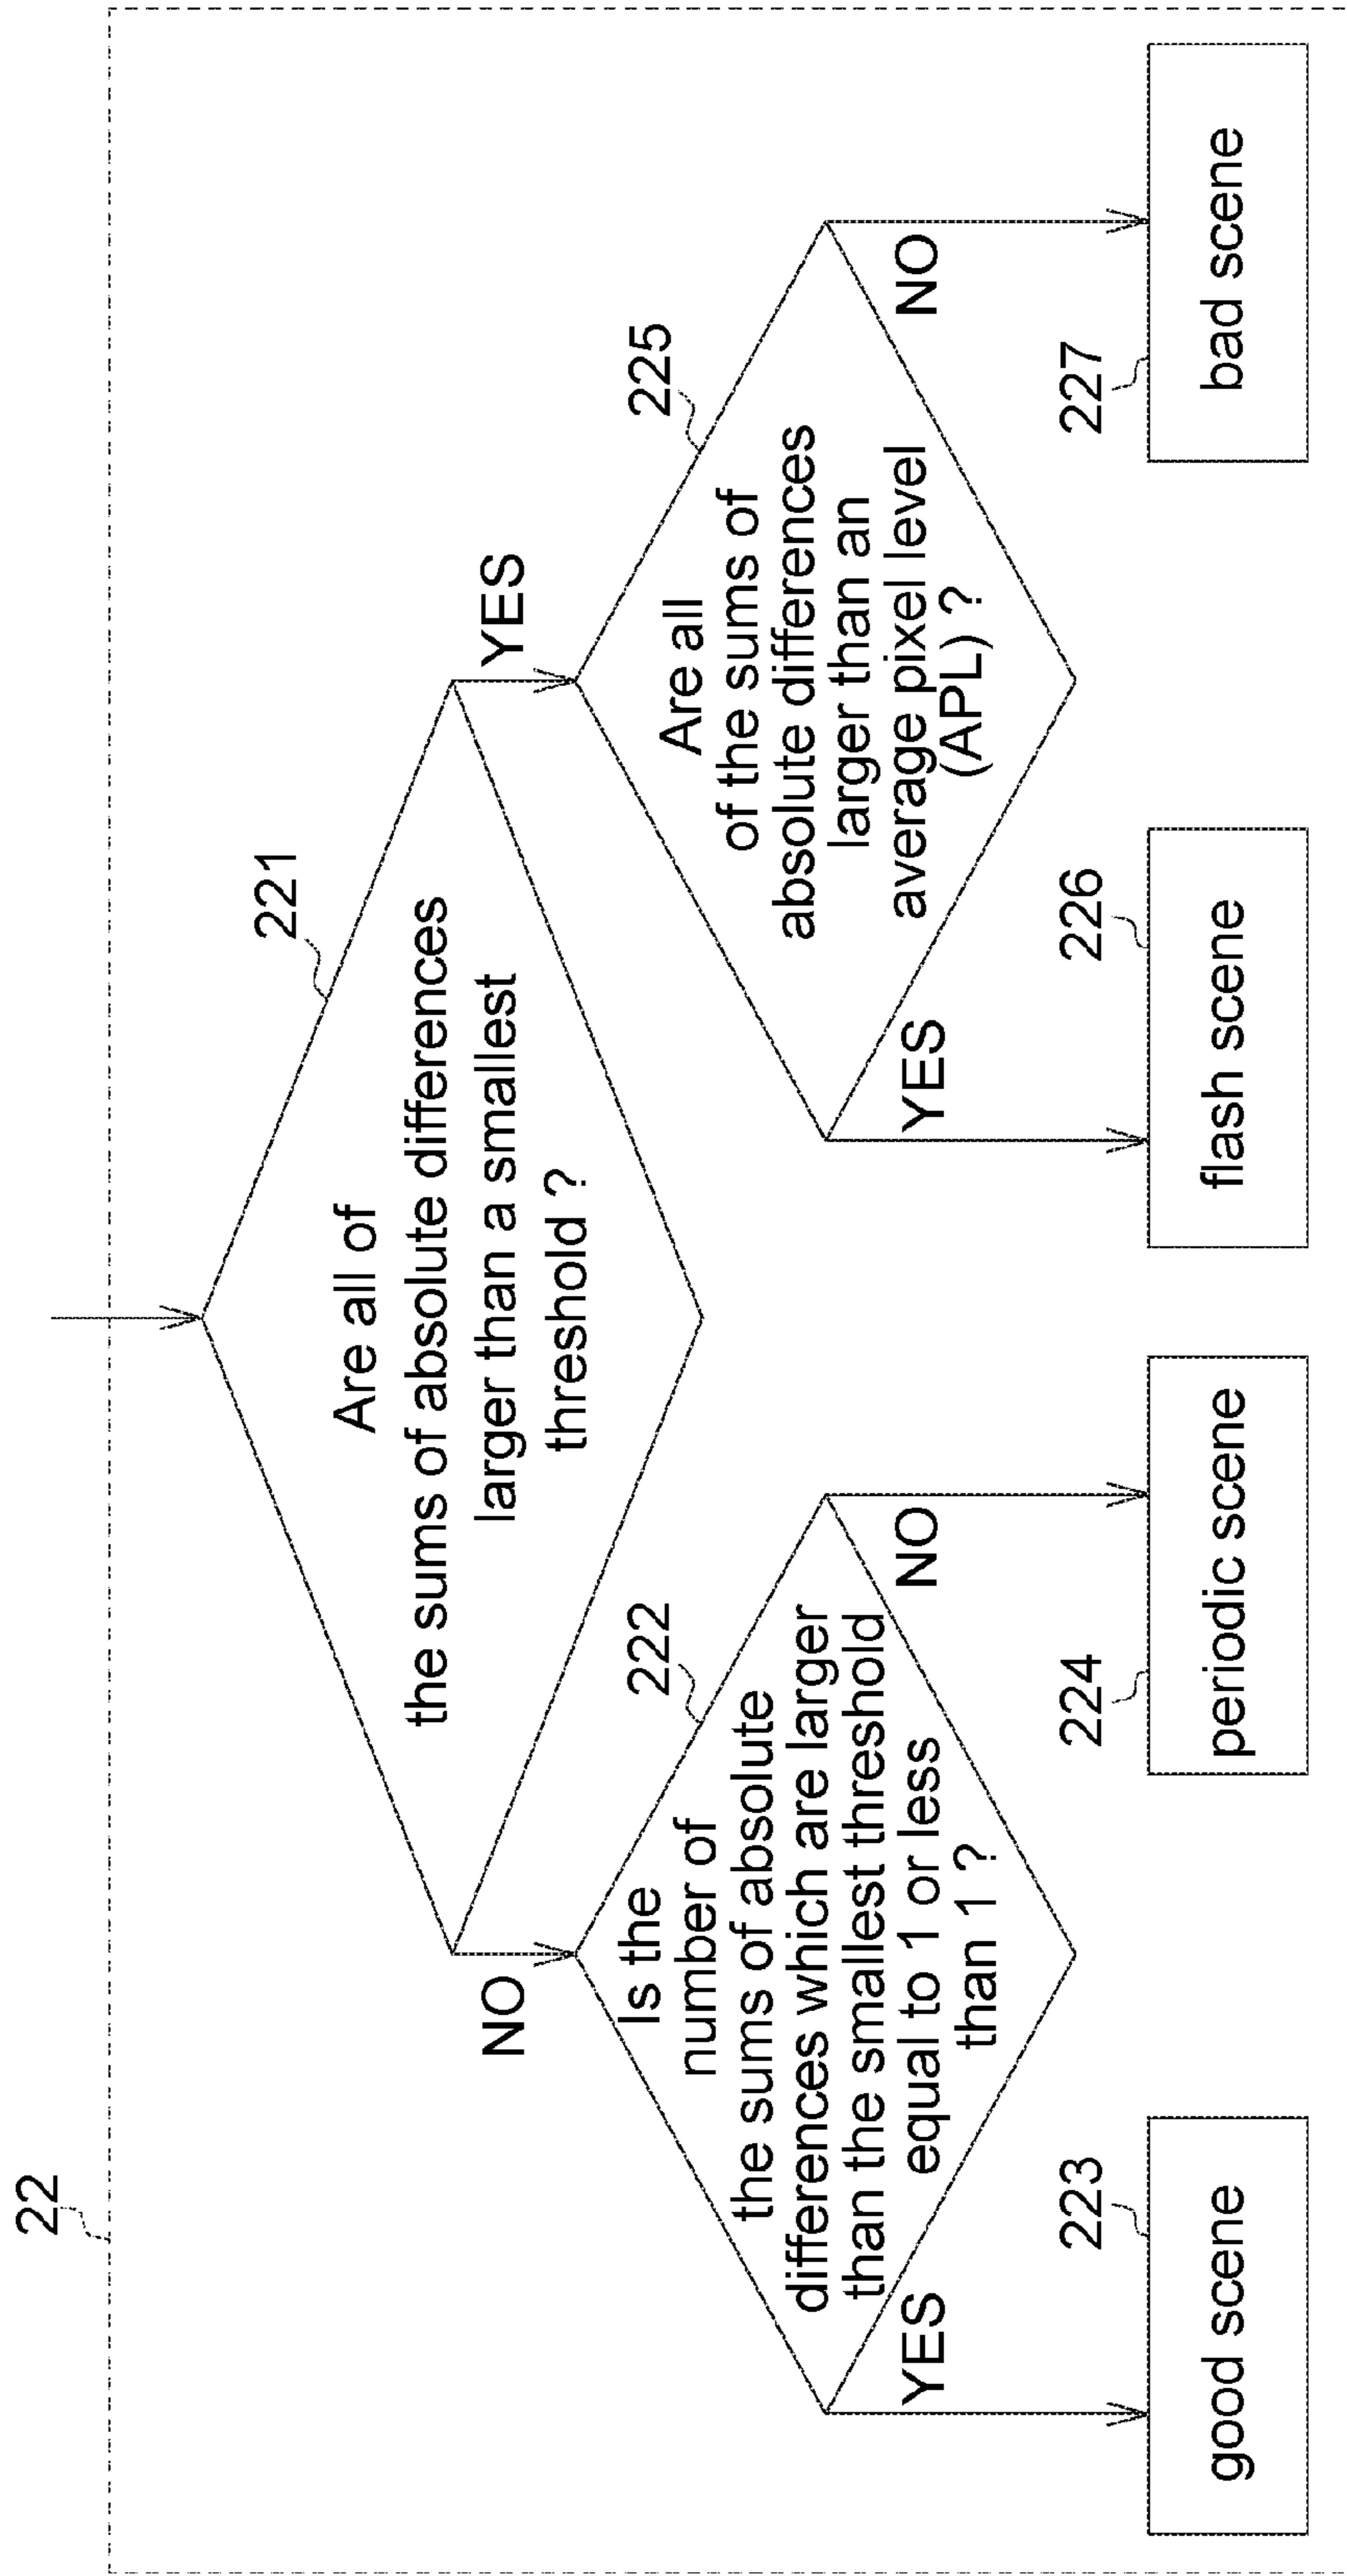 22
221
Are all of
the sums of absolute differences
larger than a smallest
threshold ?
NO
YES
222
Is the
number of
the sums of absolute
differences which are larger
than the smallest threshold
equal to 1 or less
than 1 ?
YES
NO
225
Are all
of the sums of
absolute differences
larger than an
average pixel level
(APL) ?
YES
NO
223
good scene
224
periodic scene
226
flash scene
227
bad scene